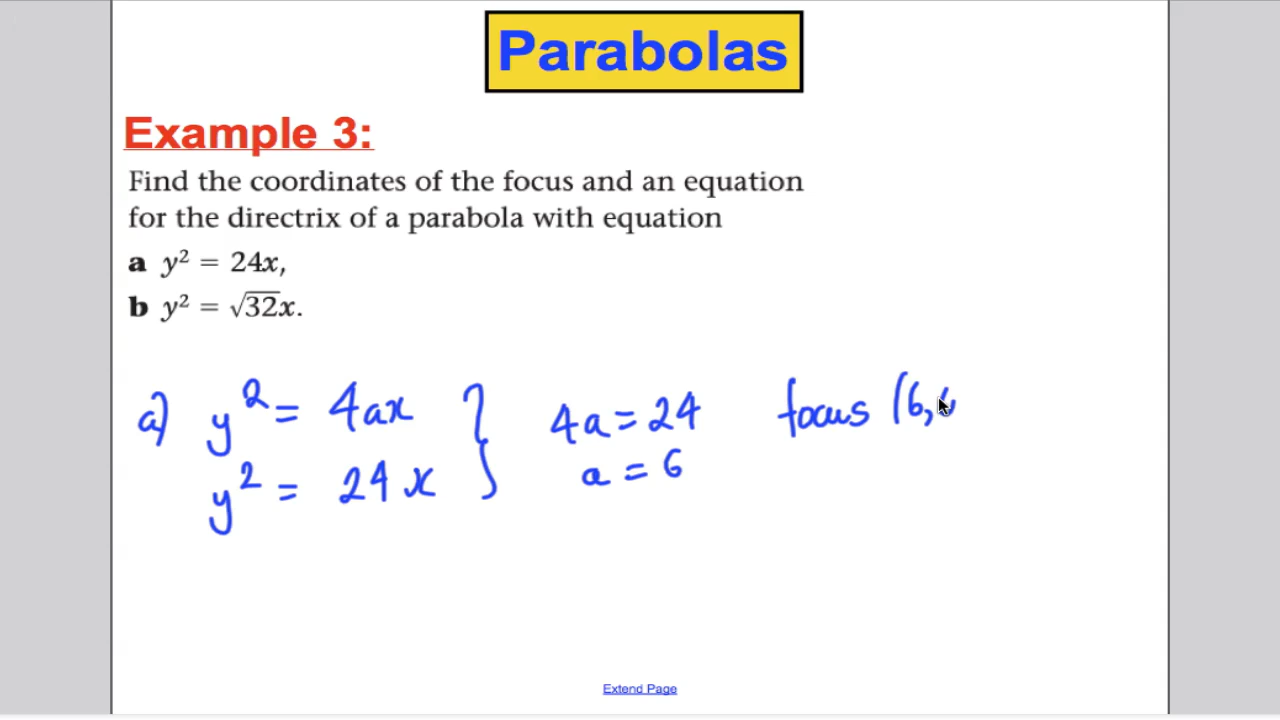 Parabolas
Example 3:
Find the coordinates of the focus and an equation
for the directrix of a parabola with equation
a y² = 24x,
b y² = √32x.
a) y² = 4ax } 4a = 24 focus (6,
y² = 24x a = 6
Extend Page